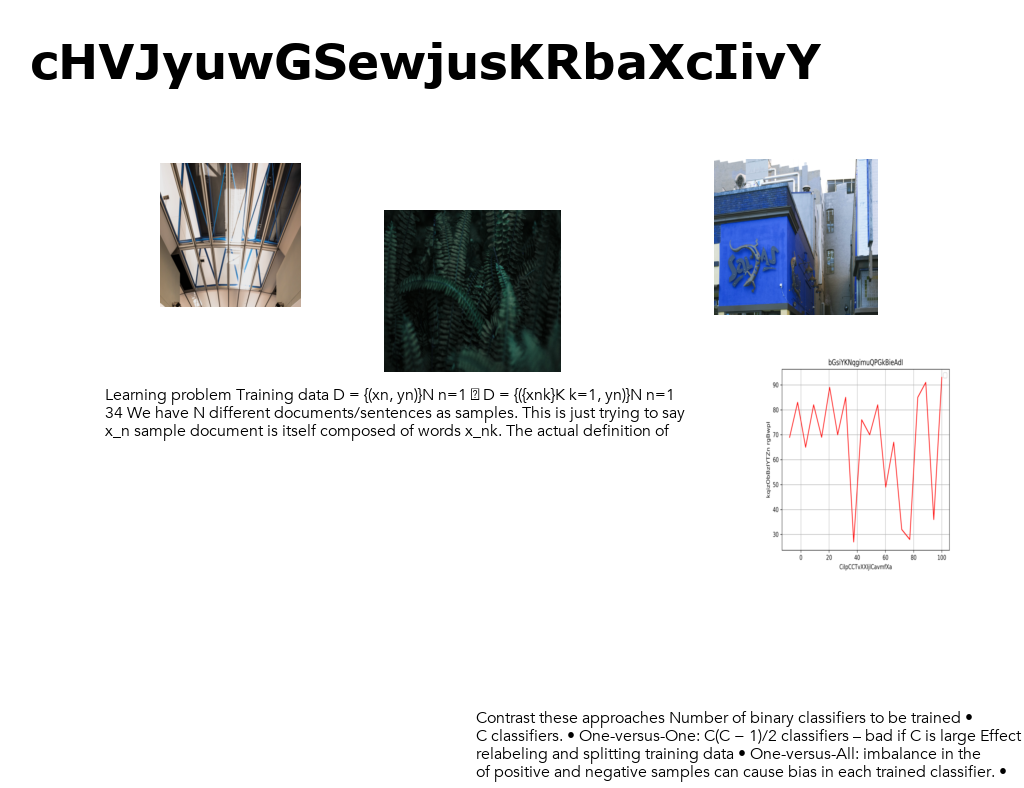 cHVJyuwGSewjusKRbaXcIivY
Learning problem Training data D = {(xn, yn)}N n=1 D = {({xnk}K k=1, yn)}N n=1
34 We have N different documents/sentences as samples. This is just trying to say
x_n sample document is itself composed of words x_nk. The actual definition of
bGsiYKNqgimuQPGkBieAdI
90
80
70
60
50
40
30
0 20 40 60 80 100
Contrast these approaches Number of binary classifiers to be trained •
C classifiers. • One-versus-One: C(C − 1)/2 classifiers – bad if C is large Effect
relabeling and splitting training data • One-versus-All: imbalance in the
of positive and negative samples can cause bias in each trained classifier. •